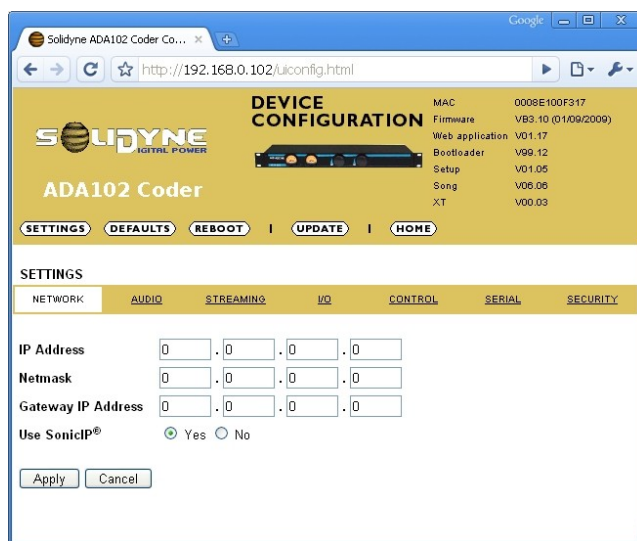 Google
Solidyne ADA102 Coder Co...
http://192.168.0.102/uiconfig.html
DEVICE
CONFIGURATION
SOLIDYNE
DIGITAL POWER
ADA102 Coder
MAC 0008E100F317
Firmware VB3.10 (01/09/2009)
Web application V01.17
Bootloader V99.12
Setup V01.05
Song V06.06
XT V00.03
SETTINGS DEFAULTS REBOOT | UPDATE | HOME
SETTINGS
NETWORK AUDIO STREAMING I/O CONTROL SERIAL SECURITY
IP Address 0 . 0 . 0 . 0
Netmask 0 . 0 . 0 . 0
Gateway IP Address 0 . 0 . 0 . 0
Use SonicIP® Yes No
Apply Cancel